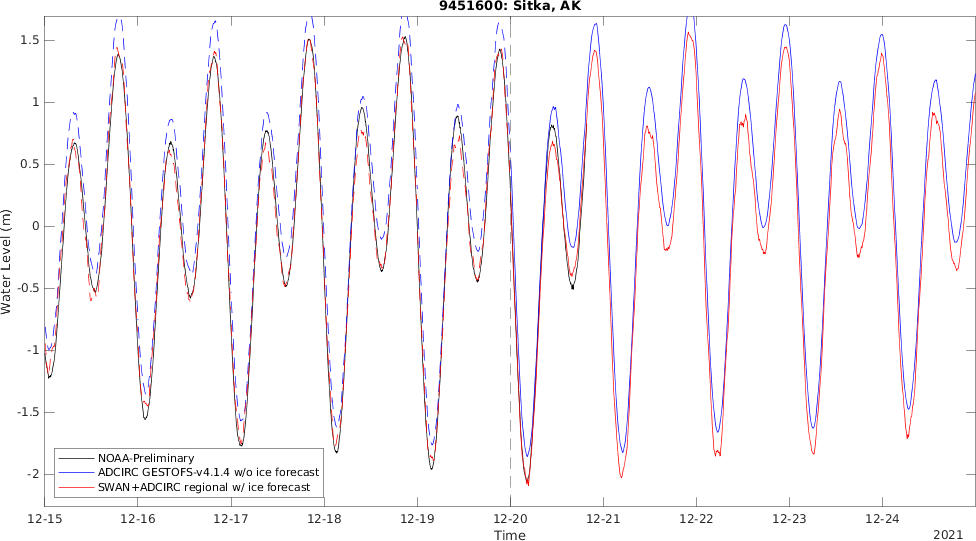 9451600: Sitka, AK
Water Level (m)
1.5
1
0.5
0
-0.5
-1
-1.5
-2
NOAA-Preliminary
ADCIRC GESTOFS-v4.1.4 w/o ice forecast
SWAN+ADCIRC regional w/ ice forecast
12-15 12-16 12-17 12-18 12-19 12-20 12-21 12-22 12-23 12-24
Time
2021